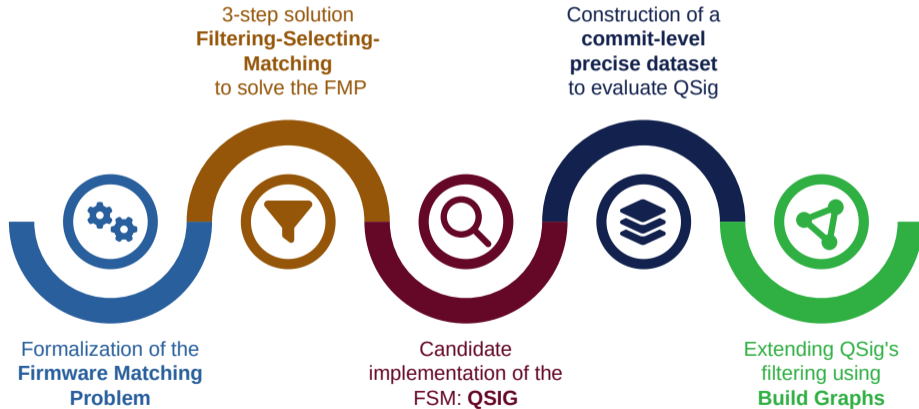 Formalization of the
Firmware Matching
Problem
3-step solution
Filtering-Selecting-
Matching
to solve the FMP
Candidate
implementation of the
FSM: QSIG
Construction of a
commit-level
precise dataset
to evaluate QSig
Extending QSig's
filtering using
Build Graphs